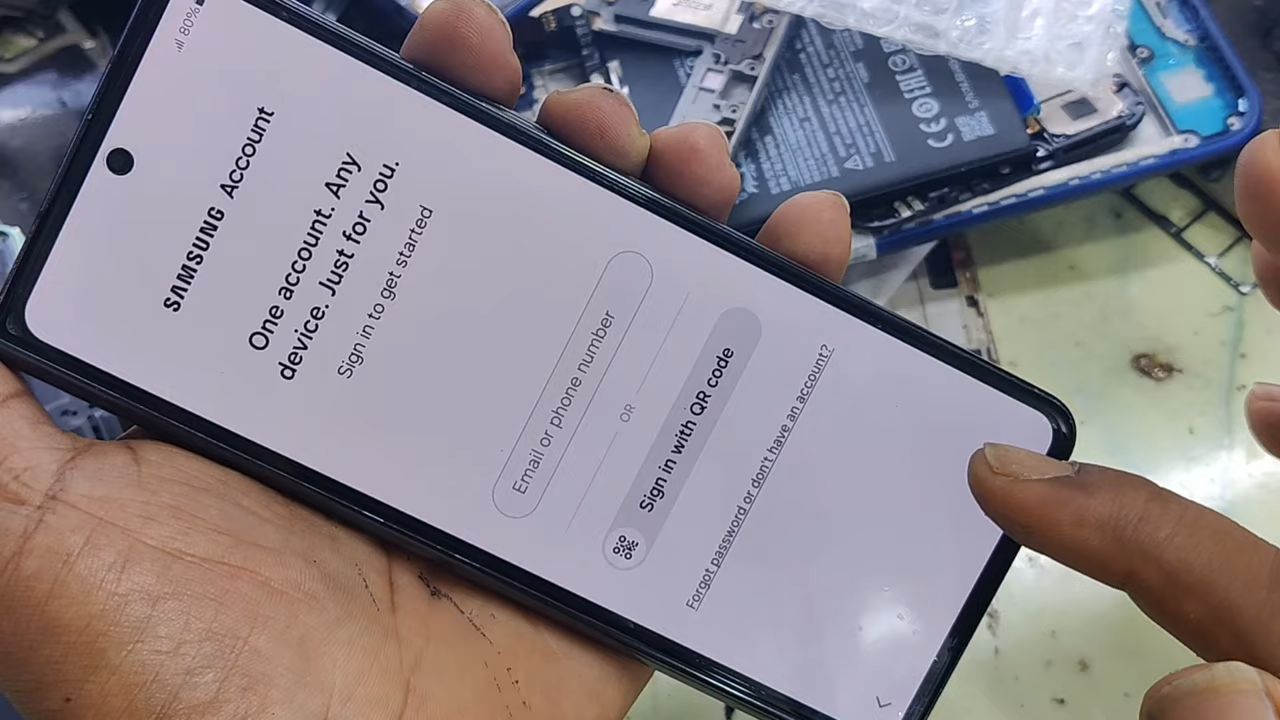 80%
SAMSUNG Account
One account. Any
device. Just for you.
Sign in to get started
Email or phone number
OR
Sign in with QR code
Forgot password or don't have an account?